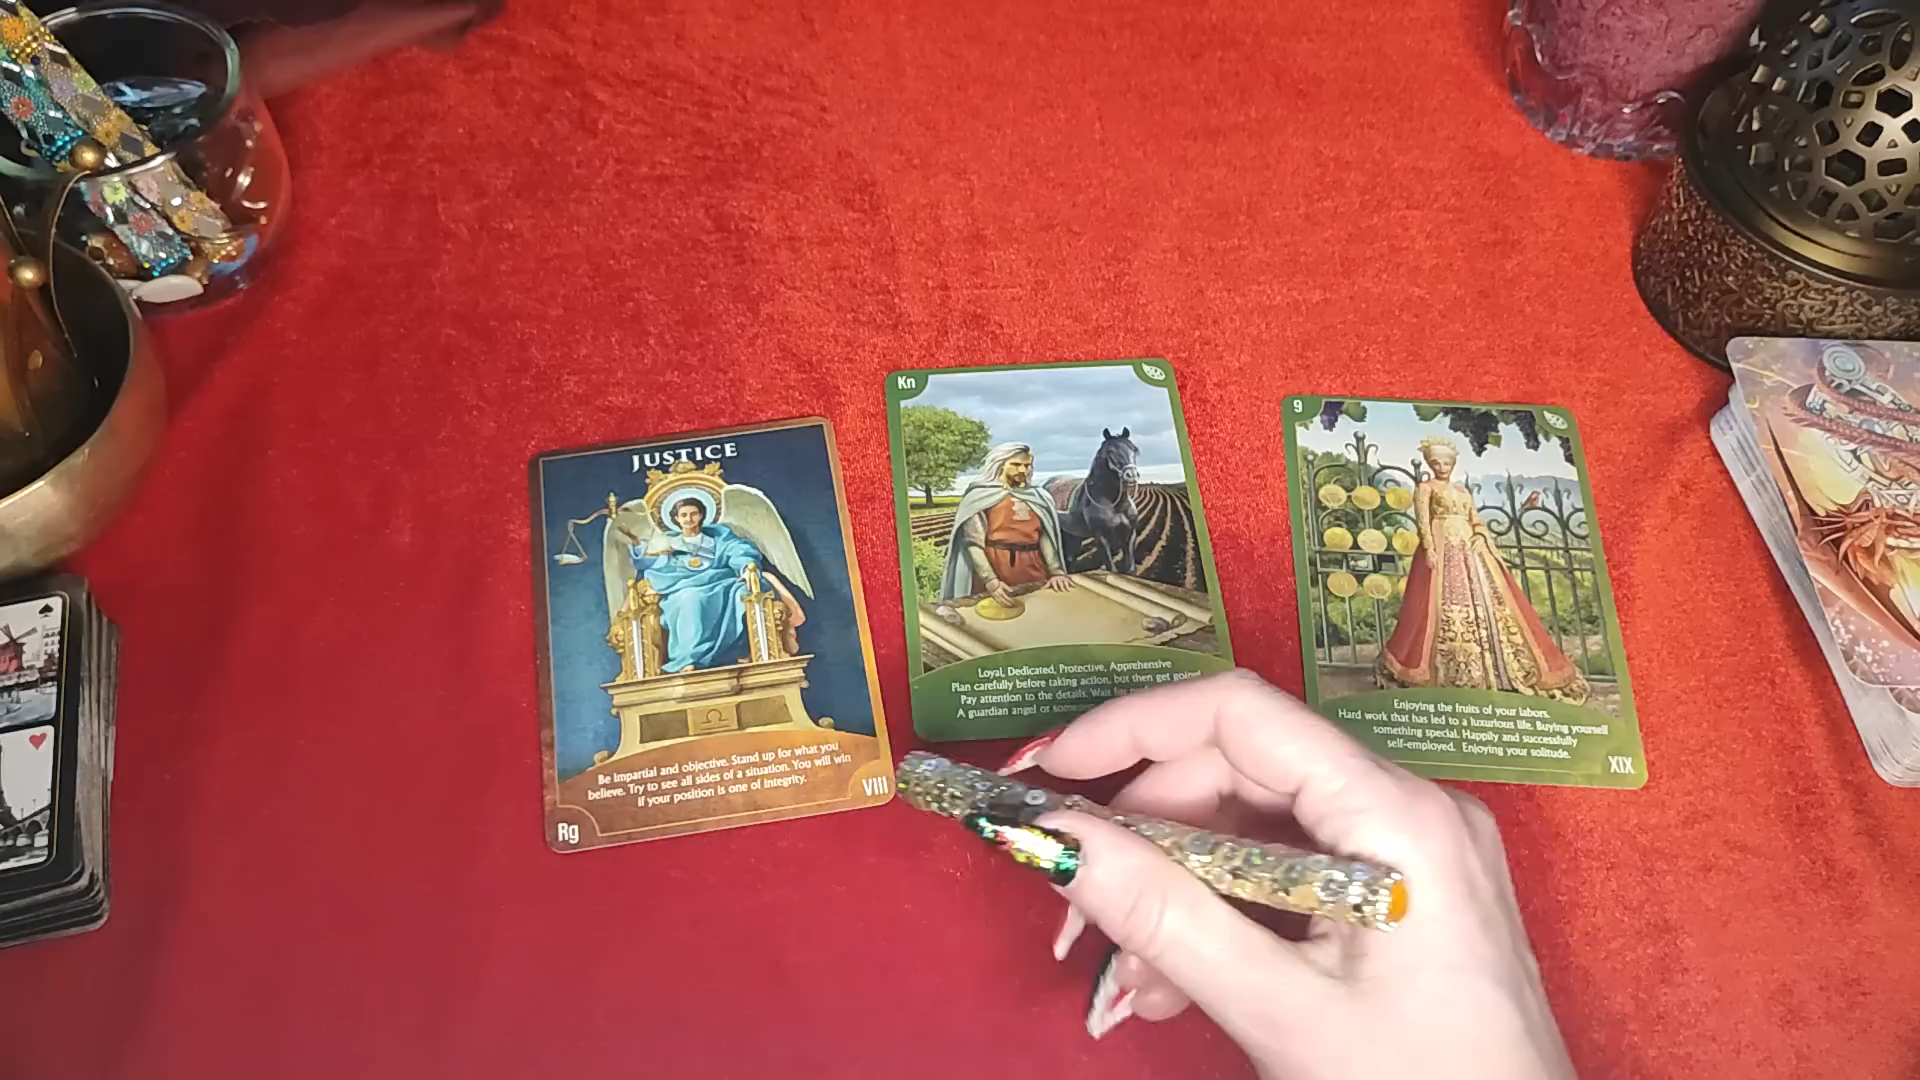 JUSTICE
Be impartial and objective. Stand up for what you
believe. Try to see all sides of a situation. You will win
if your position is one of integrity.
VIII
Rg
Kn
Loyal, Dedicated, Protective, Apprehensive
Plan carefully before taking action, but then get going!
Pay attention to the details. Wait for
A guardian angel or
9
Enjoying the fruits of your labors.
Hard work that has led to a luxurious life. Buying yourself
something special. Happily and successfully
self-employed. Enjoying your solitude.
XIX